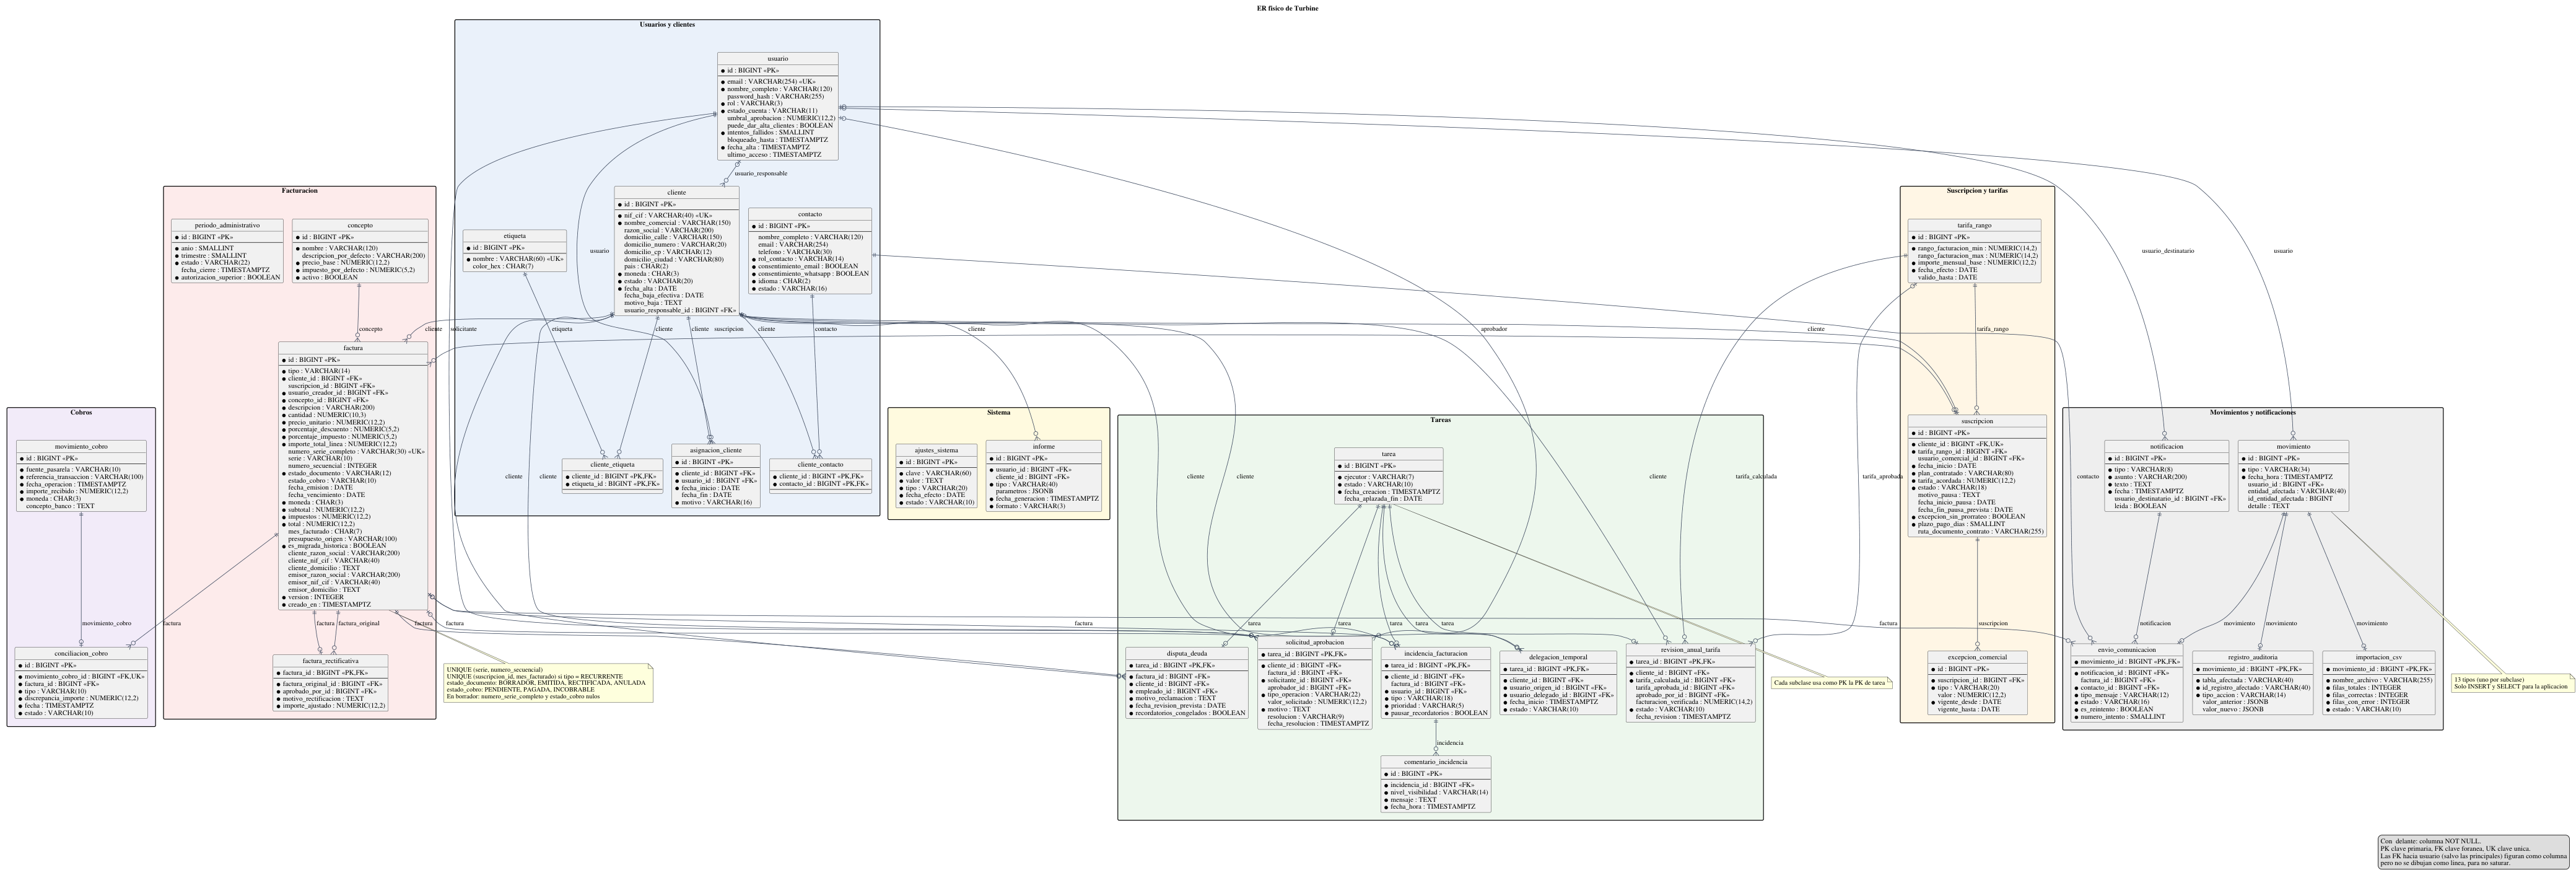 ER fisico de Turbine
Usuarios y clientes
usuario
id : BIGINT «PK»
email : VARCHAR(254) «UK»
nombre_completo : VARCHAR(120)
password_hash : VARCHAR(255)
rol : VARCHAR(3)
estado_cuenta : VARCHAR(11)
umbral_aprobacion : NUMERIC(12,2)
puede_dar_alta_clientes : BOOLEAN
intentos_fallidos : SMALLINT
bloqueado_hasta : TIMESTAMPTZ
fecha_alta : TIMESTAMPTZ
ultimo_acceso : TIMESTAMPTZ
usuario_responsable
cliente
id : BIGINT «PK»
nif_cif : VARCHAR(40) «UK»
nombre_comercial : VARCHAR(150)
razon_social : VARCHAR(200)
domicilio_calle : VARCHAR(150)
domicilio_numero : VARCHAR(20)
domicilio_cp : VARCHAR(12)
domicilio_ciudad : VARCHAR(80)
pais : CHAR(2)
moneda : CHAR(3)
estado : VARCHAR(20)
fecha_alta : DATE
fecha_baja_efectiva : DATE
motivo_baja : TEXT
usuario_responsable_id : BIGINT «FK»
contacto
id : BIGINT «PK»
nombre_completo : VARCHAR(120)
email : VARCHAR(254)
telefono : VARCHAR(30)
rol_contacto : VARCHAR(14)
consentimiento_email : BOOLEAN
consentimiento_whatsapp : BOOLEAN
idioma : CHAR(2)
estado : VARCHAR(16)
etiqueta
id : BIGINT «PK»
nombre : VARCHAR(60) «UK»
color_hex : CHAR(7)
usuario
etiqueta
cliente
cliente
suscripcion
cliente
contacto
cliente_etiqueta
cliente_id : BIGINT «PK,FK»
etiqueta_id : BIGINT «PK,FK»
asignacion_cliente
id : BIGINT «PK»
cliente_id : BIGINT «FK»
usuario_id : BIGINT «FK»
fecha_inicio : DATE
fecha_fin : DATE
motivo : VARCHAR(16)
cliente_contacto
cliente_id : BIGINT «PK,FK»
contacto_id : BIGINT «PK,FK»
Facturacion
periodo_administrativo
id : BIGINT «PK»
anio : SMALLINT
trimestre : SMALLINT
estado : VARCHAR(22)
fecha_cierre : TIMESTAMPTZ
autorizacion_superior : BOOLEAN
concepto
id : BIGINT «PK»
nombre : VARCHAR(120)
descripcion_por_defecto : VARCHAR(200)
precio_base : NUMERIC(12,2)
impuesto_por_defecto : NUMERIC(5,2)
activo : BOOLEAN
concepto
cliente
solicitante
factura
id : BIGINT «PK»
tipo : VARCHAR(14)
cliente_id : BIGINT «FK»
suscripcion_id : BIGINT «FK»
usuario_creador_id : BIGINT «FK»
concepto_id : BIGINT «FK»
descripcion : VARCHAR(200)
cantidad : NUMERIC(10,3)
precio_unitario : NUMERIC(12,2)
porcentaje_descuento : NUMERIC(5,2)
porcentaje_impuesto : NUMERIC(5,2)
importe_total_linea : NUMERIC(12,2)
numero_serie_completo : VARCHAR(30) «UK»
serie : VARCHAR(10)
numero_secuencial : INTEGER
estado_documento : VARCHAR(12)
estado_cobro : VARCHAR(10)
fecha_emision : DATE
fecha_vencimiento : DATE
moneda : CHAR(3)
subtotal : NUMERIC(12,2)
impuestos : NUMERIC(12,2)
total : NUMERIC(12,2)
mes_facturado : CHAR(7)
presupuesto_origen : VARCHAR(100)
es_migrada_historica : BOOLEAN
cliente_razon_social : VARCHAR(200)
cliente_nif_cif : VARCHAR(40)
cliente_domicilio : TEXT
emisor_razon_social : VARCHAR(200)
emisor_nif_cif : VARCHAR(40)
emisor_domicilio : TEXT
version : INTEGER
creado_en : TIMESTAMPTZ
factura
factura
factura_original
factura
factura
factura_rectificativa
factura_id : BIGINT «PK,FK»
factura_original_id : BIGINT «FK»
aprobado_por_id : BIGINT «FK»
motivo_rectificacion : TEXT
importe_ajustado : NUMERIC(12,2)
UNIQUE (serie, numero_secuencial)
UNIQUE (suscripcion_id, mes_facturado) si tipo = RECURRENTE
estado_documento: BORRADOR, EMITIDA, RECTIFICADA, ANULADA
estado_cobro: PENDIENTE, PAGADA, INCOBRABLE
En borrador: numero_serie_completo y estado_cobro nulos
Cobros
movimiento_cobro
id : BIGINT «PK»
fuente_pasarela : VARCHAR(10)
referencia_transaccion : VARCHAR(100)
fecha_operacion : TIMESTAMPTZ
importe_recibido : NUMERIC(12,2)
moneda : CHAR(3)
concepto_banco : TEXT
movimiento_cobro
conciliacion_cobro
id : BIGINT «PK»
movimiento_cobro_id : BIGINT «FK,UK»
factura_id : BIGINT «FK»
tipo : VARCHAR(10)
discrepancia_importe : NUMERIC(12,2)
fecha : TIMESTAMPTZ
estado : VARCHAR(10)
Sistema
ajustes_sistema
id : BIGINT «PK»
clave : VARCHAR(60)
valor : TEXT
tipo : VARCHAR(20)
fecha_efecto : DATE
estado : VARCHAR(10)
cliente
informe
id : BIGINT «PK»
usuario_id : BIGINT «FK»
cliente_id : BIGINT «FK»
tipo : VARCHAR(40)
parametros : JSONB
fecha_generacion : TIMESTAMPTZ
formato : VARCHAR(3)
cliente
cliente
cliente
cliente
cliente
tarifa_calculada
aprobador
cliente
Tareas
tarea
id : BIGINT «PK»
ejecutor : VARCHAR(7)
estado : VARCHAR(10)
fecha_creacion : TIMESTAMPTZ
fecha_aplazada_fin : DATE
factura
tarea
tarea
tarea
tarea
tarea
disputa_deuda
tarea_id : BIGINT «PK,FK»
factura_id : BIGINT «FK»
cliente_id : BIGINT «FK»
empleado_id : BIGINT «FK»
motivo_reclamacion : TEXT
fecha_revision_prevista : DATE
recordatorios_congelados : BOOLEAN
solicitud_aprobacion
tarea_id : BIGINT «PK,FK»
cliente_id : BIGINT «FK»
factura_id : BIGINT «FK»
solicitante_id : BIGINT «FK»
aprobador_id : BIGINT «FK»
tipo_operacion : VARCHAR(22)
valor_solicitado : NUMERIC(12,2)
motivo : TEXT
resolucion : VARCHAR(9)
fecha_resolucion : TIMESTAMPTZ
incidencia_facturacion
tarea_id : BIGINT «PK,FK»
cliente_id : BIGINT «FK»
factura_id : BIGINT «FK»
usuario_id : BIGINT «FK»
tipo : VARCHAR(18)
prioridad : VARCHAR(5)
pausar_recordatorios : BOOLEAN
delegacion_temporal
tarea_id : BIGINT «PK,FK»
cliente_id : BIGINT «FK»
usuario_origen_id : BIGINT «FK»
usuario_delegado_id : BIGINT «FK»
fecha_inicio : TIMESTAMPTZ
estado : VARCHAR(10)
revision_anual_tarifa
tarea_id : BIGINT «PK,FK»
cliente_id : BIGINT «FK»
tarifa_calculada_id : BIGINT «FK»
tarifa_aprobada_id : BIGINT «FK»
aprobado_por_id : BIGINT «FK»
facturacion_verificada : NUMERIC(14,2)
estado : VARCHAR(10)
fecha_revision : TIMESTAMPTZ
incidencia
comentario_incidencia
id : BIGINT «PK»
incidencia_id : BIGINT «FK»
nivel_visibilidad : VARCHAR(14)
mensaje : TEXT
fecha_hora : TIMESTAMPTZ
Cada subclase usa como PK la PK de tarea
Suscripcion y tarifas
tarifa_rango
id : BIGINT «PK»
rango_facturacion_min : NUMERIC(14,2)
rango_facturacion_max : NUMERIC(14,2)
importe_mensual_base : NUMERIC(12,2)
fecha_efecto : DATE
valido_hasta : DATE
tarifa_rango
tarifa_aprobada
suscripcion
id : BIGINT «PK»
cliente_id : BIGINT «FK,UK»
tarifa_rango_id : BIGINT «FK»
usuario_comercial_id : BIGINT «FK»
fecha_inicio : DATE
plan_contratado : VARCHAR(80)
tarifa_acordada : NUMERIC(12,2)
estado : VARCHAR(18)
motivo_pausa : TEXT
fecha_inicio_pausa : DATE
fecha_fin_pausa_prevista : DATE
excepcion_sin_prorrateo : BOOLEAN
plazo_pago_dias : SMALLINT
ruta_documento_contrato : VARCHAR(255)
factura
suscripcion
excepcion_comercial
id : BIGINT «PK»
suscripcion_id : BIGINT «FK»
tipo : VARCHAR(20)
valor : NUMERIC(12,2)
vigente_desde : DATE
vigente_hasta : DATE
usuario_destinatario
usuario
Movimientos y notificaciones
notificacion
id : BIGINT «PK»
tipo : VARCHAR(8)
asunto : VARCHAR(200)
texto : TEXT
fecha : TIMESTAMPTZ
usuario_destinatario_id : BIGINT «FK»
leida : BOOLEAN
movimiento
id : BIGINT «PK»
tipo : VARCHAR(34)
fecha_hora : TIMESTAMPTZ
usuario_id : BIGINT «FK»
entidad_afectada : VARCHAR(40)
id_entidad_afectada : BIGINT
detalle : TEXT
contacto
notificacion
movimiento
movimiento
movimiento
envio_comunicacion
movimiento_id : BIGINT «PK,FK»
notificacion_id : BIGINT «FK»
factura_id : BIGINT «FK»
contacto_id : BIGINT «FK»
tipo_mensaje : VARCHAR(12)
estado : VARCHAR(16)
es_reintento : BOOLEAN
numero_intento : SMALLINT
registro_auditoria
movimiento_id : BIGINT «PK,FK»
tabla_afectada : VARCHAR(40)
id_registro_afectado : VARCHAR(40)
tipo_accion : VARCHAR(14)
valor_anterior : JSONB
valor_nuevo : JSONB
importacion_csv
movimiento_id : BIGINT «PK,FK»
nombre_archivo : VARCHAR(255)
filas_totales : INTEGER
filas_correctas : INTEGER
filas_con_error : INTEGER
estado : VARCHAR(10)
13 tipos (uno por subclase)
Solo INSERT y SELECT para la aplicacion
Con delante: columna NOT NULL.
PK clave primaria, FK clave foranea, UK clave unica.
Las FK hacia usuario (salvo las principales) figuran como columna
pero no se dibujan como linea, para no saturar.